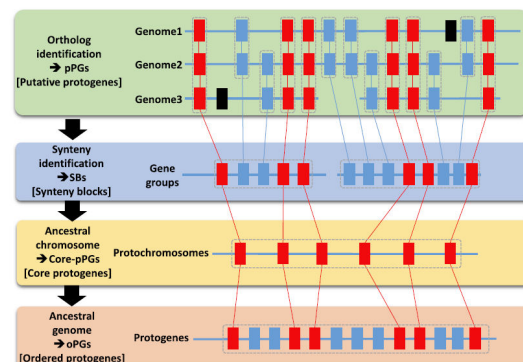 Ortholog
identification
➔ pPGs
[Putative protogenes]
Genome1
Genome2
Genome3
Synteny
identification
➔SBs
[Synteny blocks]
Gene
groups
Ancestral
chromosome
➔ Core-pPGs
[Core protogenes]
Protochromosomes
Ancestral
genome
➔ oPGs
[Ordered protogenes]
Protogenes